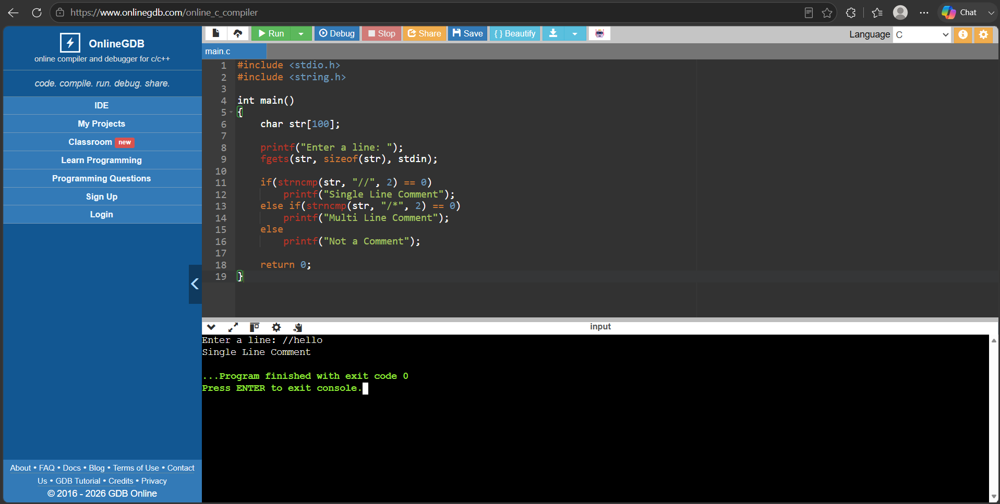 https://www.onlinegdb.com/online_c_compiler
Chat
OnlineGDB
online compiler and debugger for c/c++
code. compile. run. debug. share.
IDE
My Projects
Classroom new
Learn Programming
Programming Questions
Sign Up
Login
About • FAQ • Docs • Blog • Terms of Use • Contact
Us • GDB Tutorial • Credits • Privacy
© 2016 - 2026 GDB Online
Run Debug Stop Share Save { } Beautify Language C
main.c
1 #include <stdio.h>
2 #include <string.h>
3
4 int main()
5 {
6     char str[100];
7
8     printf("Enter a line: ");
9     fgets(str, sizeof(str), stdin);
10
11     if(strncmp(str, "//", 2) == 0)
12         printf("Single Line Comment");
13     else if(strncmp(str, "/*", 2) == 0)
14         printf("Multi Line Comment");
15     else
16         printf("Not a Comment");
17
18     return 0;
19 }
input
Enter a line: //hello
Single Line Comment
...Program finished with exit code 0
Press ENTER to exit console.